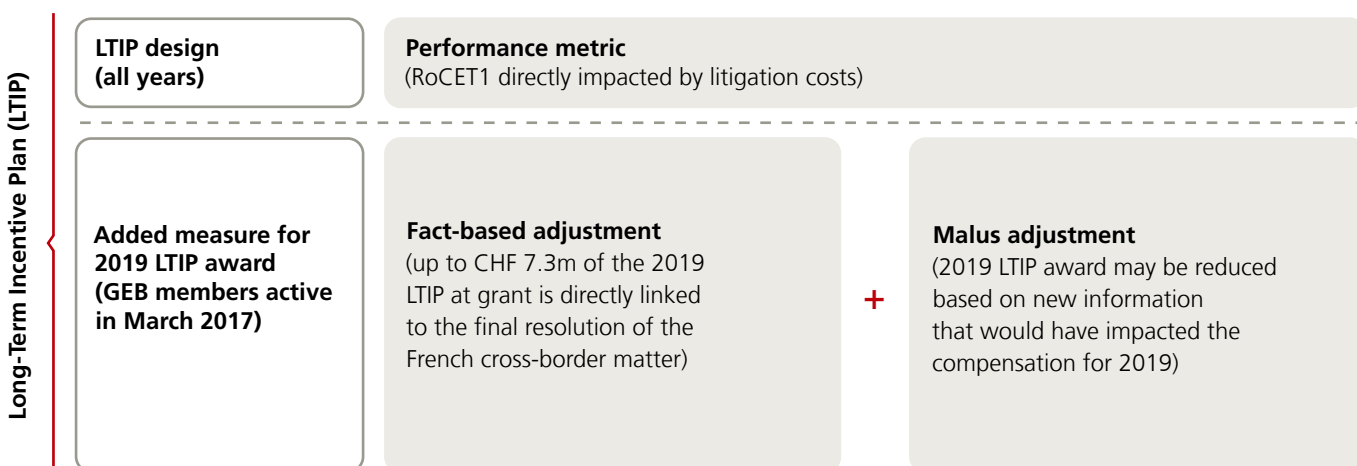 Long-Term Incentive Plan (LTIP)
LTIP design
(all years)
Performance metric
(RoCET1 directly impacted by litigation costs)
Added measure for
2019 LTIP award
(GEB members active
in March 2017)
Fact-based adjustment
(up to CHF 7.3m of the 2019
LTIP at grant is directly linked
to the final resolution of the
French cross-border matter)
+
Malus adjustment
(2019 LTIP award may be reduced
based on new information
that would have impacted the
compensation for 2019)